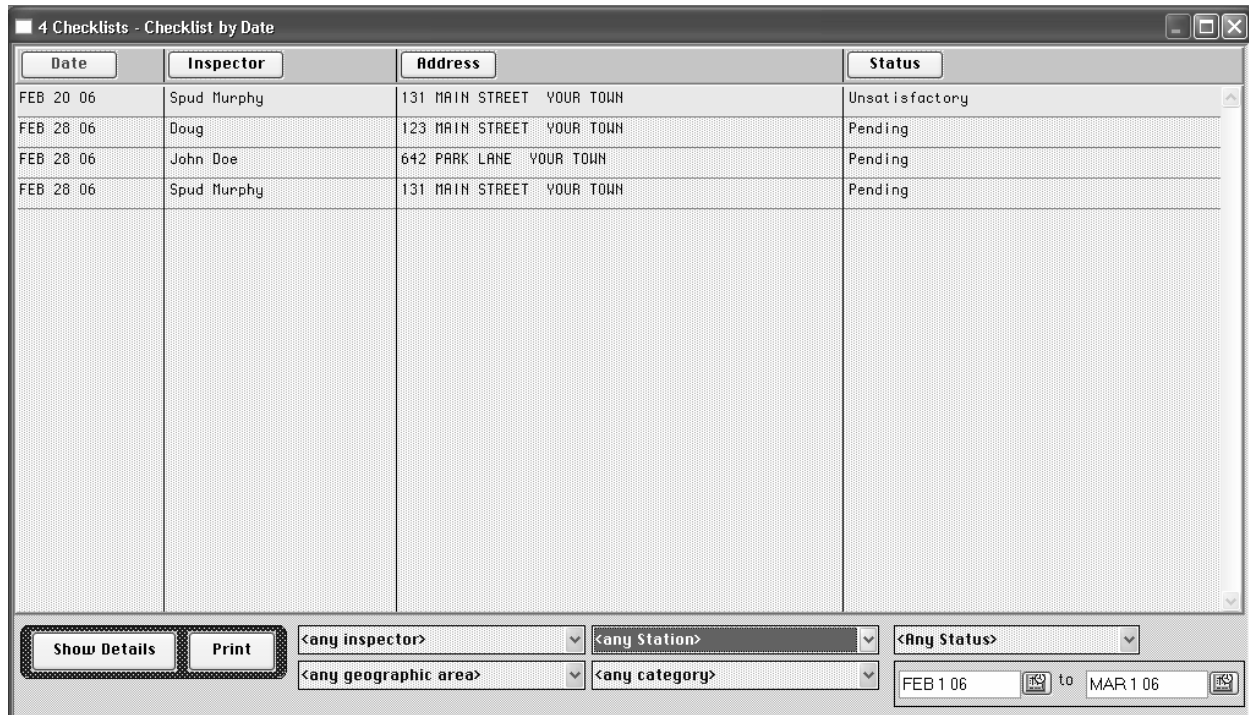 4 Checklists - Checklist by Date
Date Inspector Address Status
FEB 20 06 Spud Murphy 131 MAIN STREET YOUR TOWN Unsatisfactory
FEB 28 06 Doug 123 MAIN STREET YOUR TOWN Pending
FEB 28 06 John Doe 642 PARK LANE YOUR TOWN Pending
FEB 28 06 Spud Murphy 131 MAIN STREET YOUR TOWN Pending
Show Details Print <any inspector> <any Station> <Any Status>
<any geographic area> <any category> FEB 1 06 to MAR 1 06